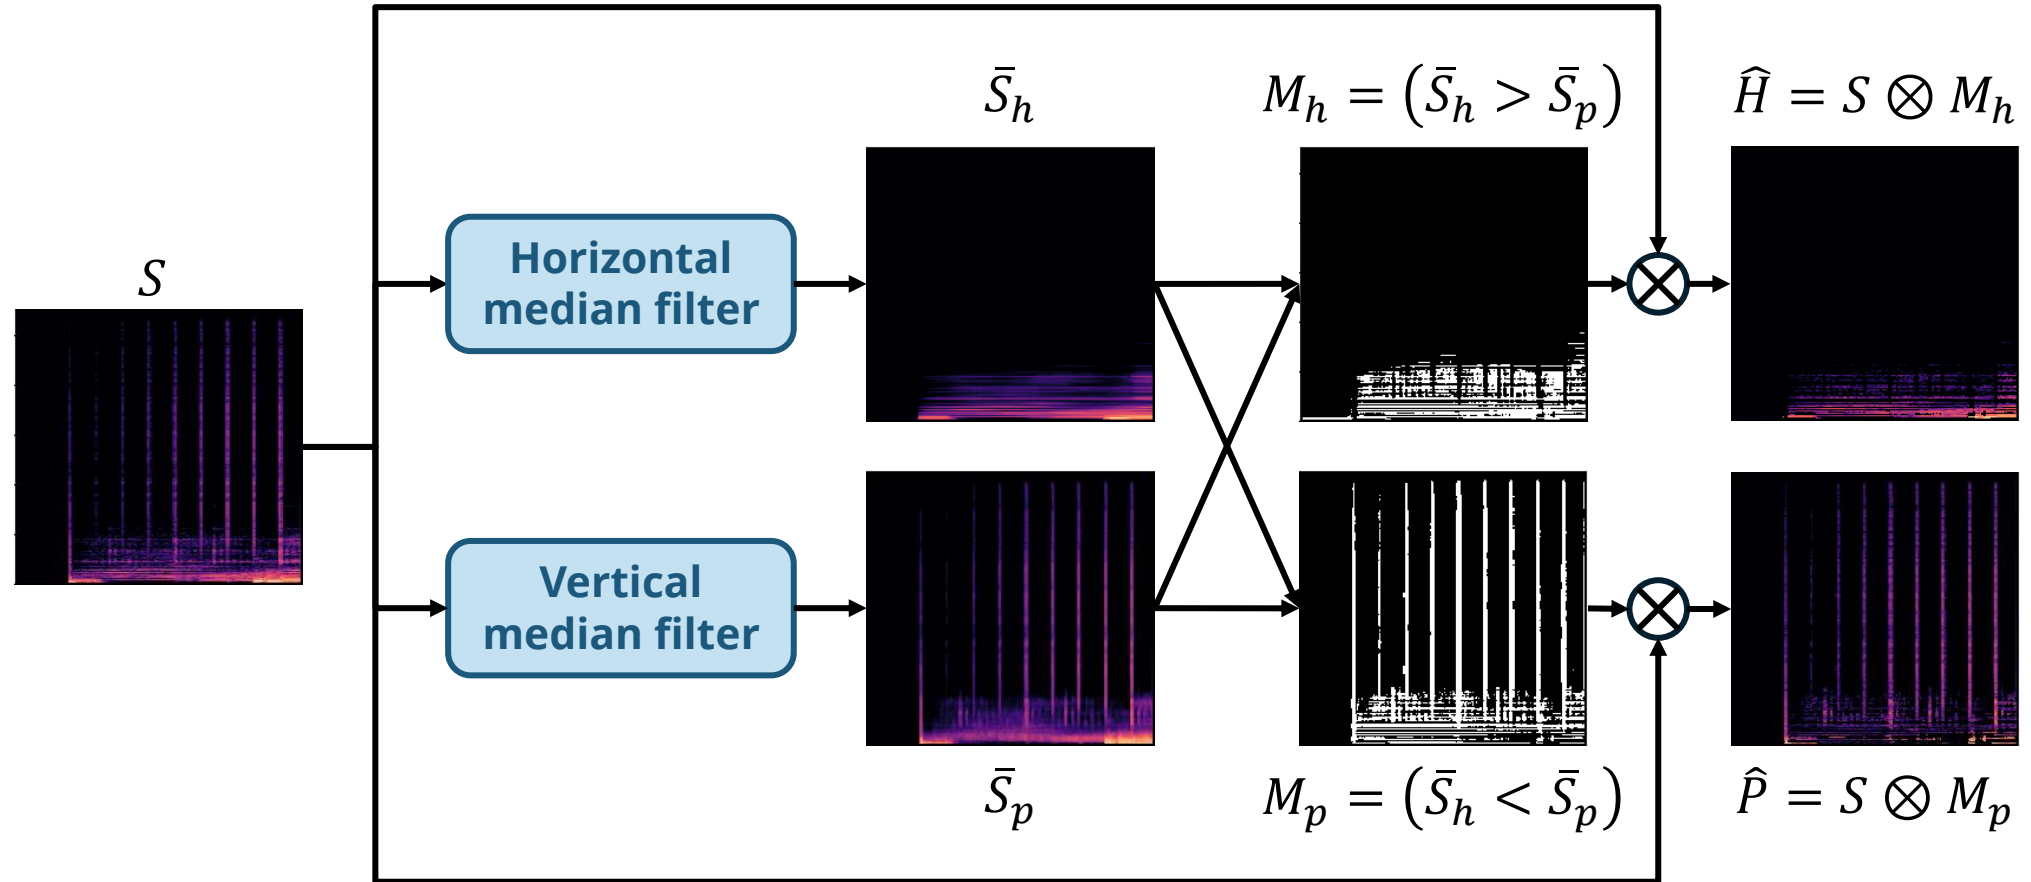 S
Horizontal
median filter
Vertical
median filter
S̄ₕ
S̄ₚ
Mₕ = (S̄ₕ > S̄ₚ)
Mₚ = (S̄ₕ < S̄ₚ)
Ĥ = S ⊗ Mₕ
P̂ = S ⊗ Mₚ